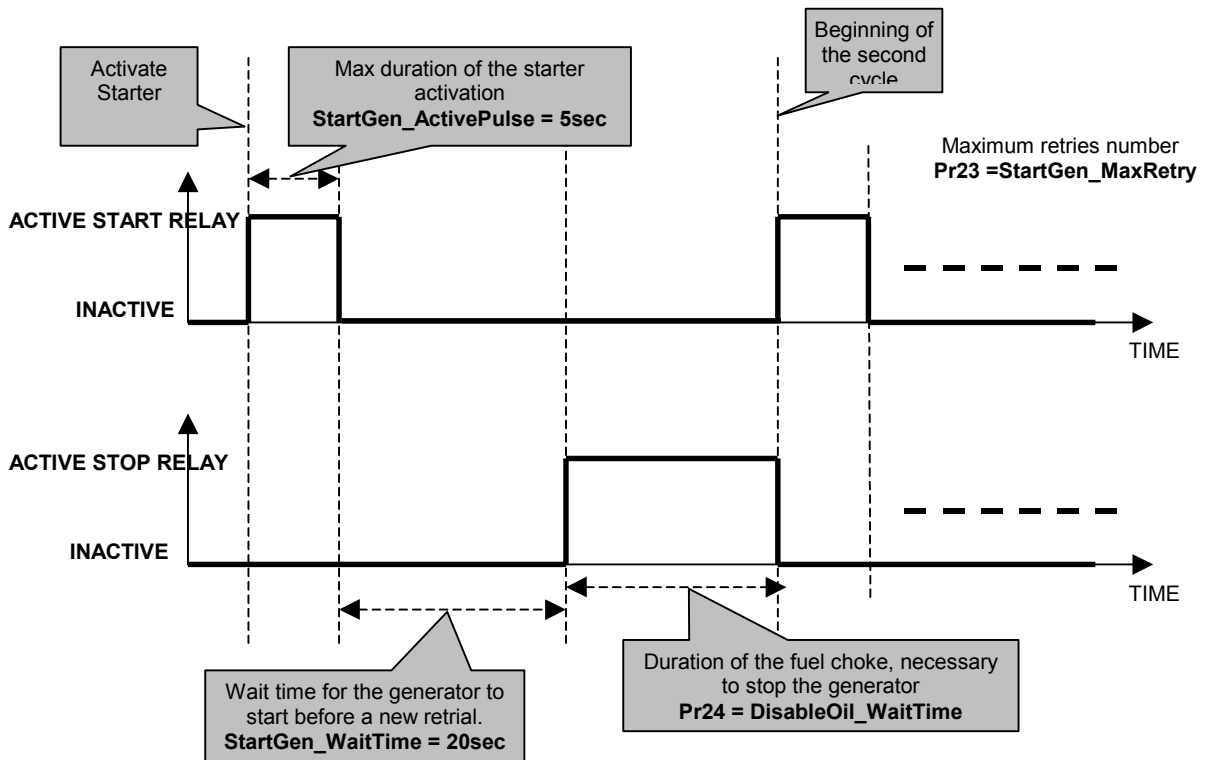 Activate
Starter
Max duration of the starter
activation
StartGen_ActivePulse = 5sec
Beginning of
the second
cycle
Maximum retries number
Pr23 =StartGen_MaxRetry
ACTIVE START RELAY
INACTIVE
TIME
ACTIVE STOP RELAY
INACTIVE
TIME
Wait time for the generator to
start before a new retrial.
StartGen_WaitTime = 20sec
Duration of the fuel choke, necessary
to stop the generator
Pr24 = DisableOil_WaitTime